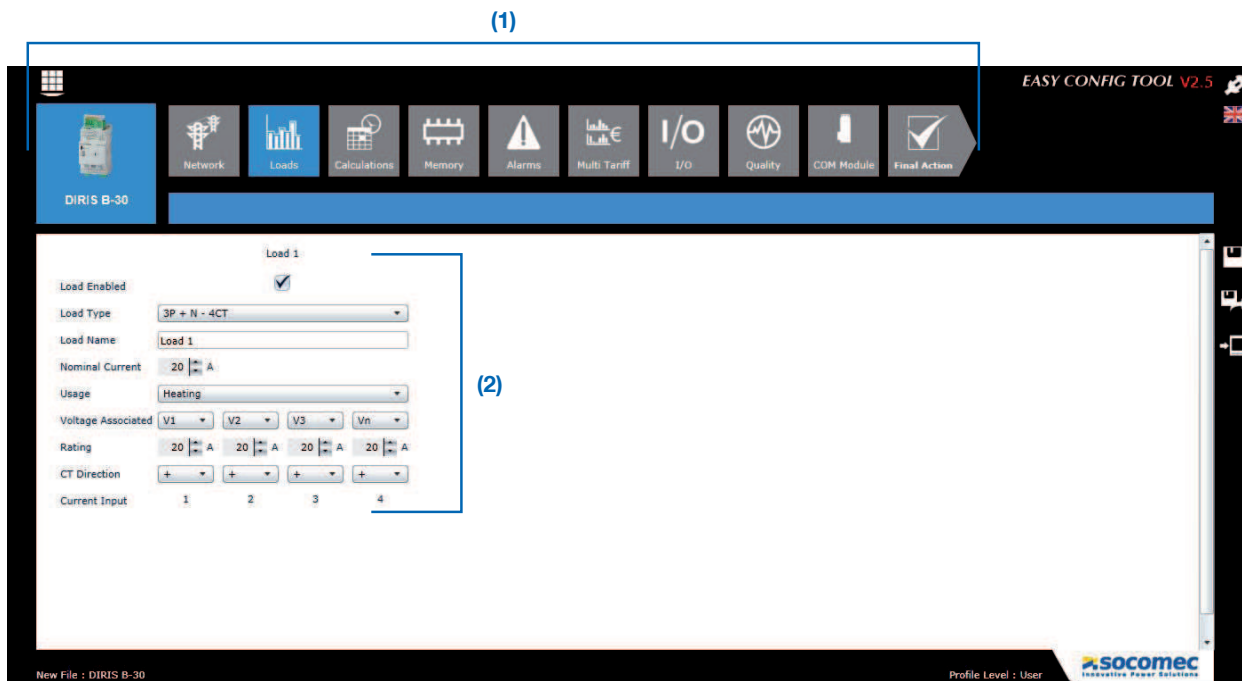 (1)
EASY CONFIG TOOL V2.5
Network
Loads
Calculations
Memory
Alarms
€
Multi Tariff
I/O
I/O
Quality
COM Module
Final Action
DIRIS B-30
Load 1
Load Enabled
Load Type 3P + N - 4CT
Load Name Load 1
Nominal Current 20 A
Usage Heating
(2)
Voltage Associated V1 V2 V3 Vn
Rating 20 A 20 A 20 A 20 A
CT Direction + + + +
Current Input 1 2 3 4
New File : DIRIS B-30
Profile Level : User
socomec
Innovative Power Solutions